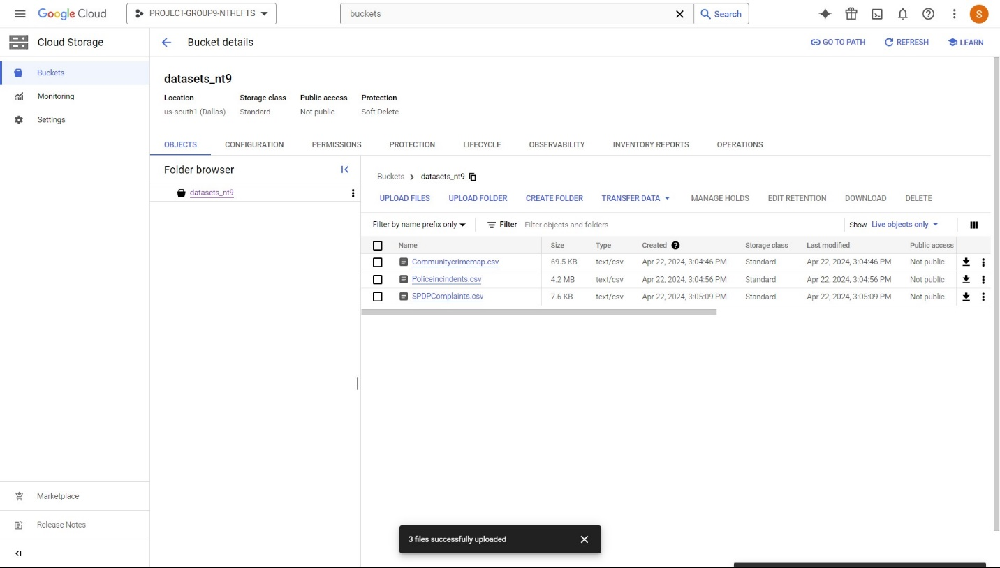 Google Cloud
PROJECT-GROUP9-NTHEFTS
buckets
Search
S
Cloud Storage
Bucket details
GO TO PATH
REFRESH
LEARN
Buckets
Monitoring
Settings
datasets_nt9
Location Storage class Public access Protection
us-south1 (Dallas) Standard Not public Soft Delete
OBJECTS CONFIGURATION PERMISSIONS PROTECTION LIFECYCLE OBSERVABILITY INVENTORY REPORTS OPERATIONS
Folder browser
datasets_nt9
Buckets > datasets_nt9
UPLOAD FILES UPLOAD FOLDER CREATE FOLDER TRANSFER DATA MANAGE HOLDS EDIT RETENTION DOWNLOAD DELETE
Filter by name prefix only Filter Filter objects and folders Show Live objects only
Name Size Type Created Storage class Last modified Public access
Communitycrimemap.csv 69.5 KB text/csv Apr 22, 2024, 3:04:46 PM Standard Apr 22, 2024, 3:04:46 PM Not public
Policeincindents.csv 4.2 MB text/csv Apr 22, 2024, 3:04:56 PM Standard Apr 22, 2024, 3:04:56 PM Not public
SPDPComplaints.csv 7.6 KB text/csv Apr 22, 2024, 3:05:09 PM Standard Apr 22, 2024, 3:05:09 PM Not public
Marketplace
Release Notes
3 files successfully uploaded